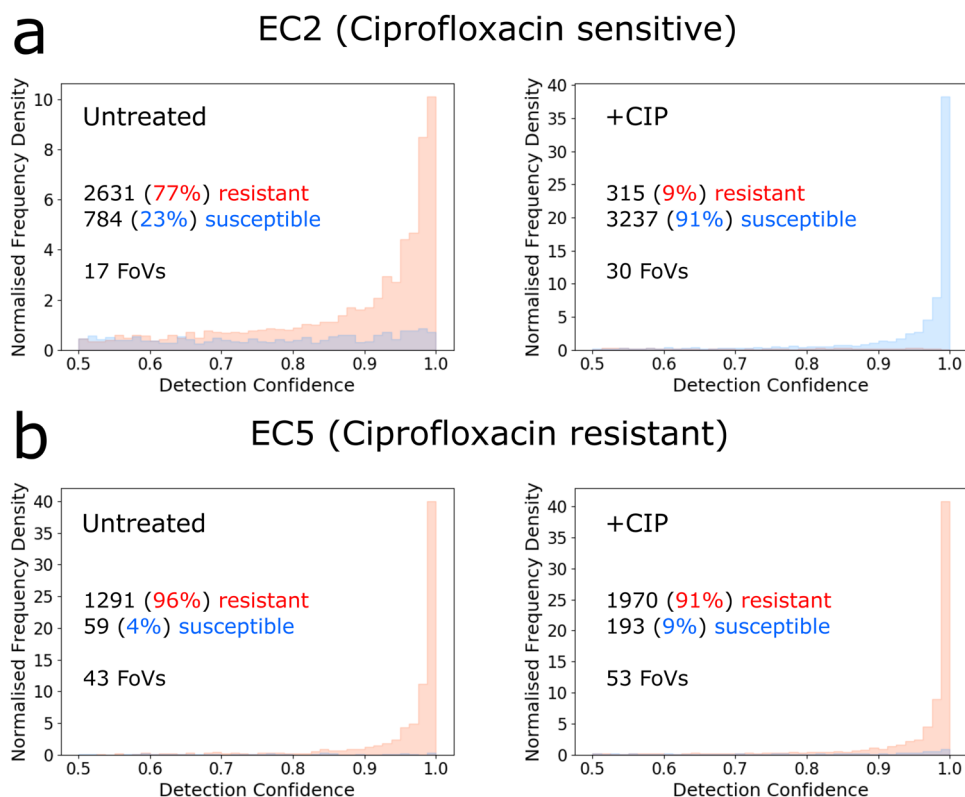 a
EC2 (Ciprofloxacin sensitive)
Normalised Frequency Density
10
8
6
4
2
0
Untreated
2631 (77%) resistant
784 (23%) susceptible
17 FoVs
0.5 0.6 0.7 0.8 0.9 1.0
Detection Confidence
Normalised Frequency Density
40
35
30
25
20
15
10
5
0
+CIP
315 (9%) resistant
3237 (91%) susceptible
30 FoVs
0.5 0.6 0.7 0.8 0.9 1.0
Detection Confidence
b
EC5 (Ciprofloxacin resistant)
Normalised Frequency Density
40
35
30
25
20
15
10
5
0
Untreated
1291 (96%) resistant
59 (4%) susceptible
43 FoVs
0.5 0.6 0.7 0.8 0.9 1.0
Detection Confidence
Normalised Frequency Density
40
35
30
25
20
15
10
5
0
+CIP
1970 (91%) resistant
193 (9%) susceptible
53 FoVs
0.5 0.6 0.7 0.8 0.9 1.0
Detection Confidence